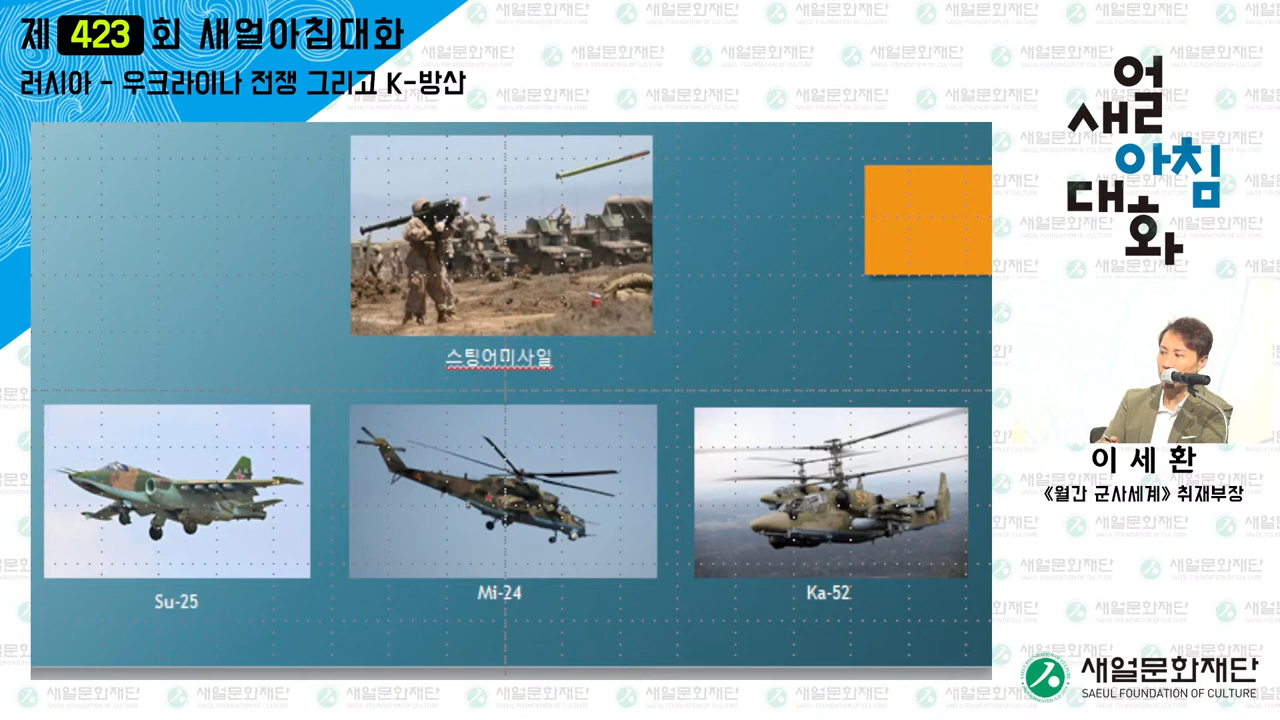 제 423 회 새얼아침대화
러시아 - 우크라이나 전쟁 그리고 K-방산
스팅어미사일
Su-25
Mi-24
Ka-52
새얼
아침
대화
이 세 환
《월간 군사세계》 취재부장
새얼문화재단
SAEUL FOUNDATION OF CULTURE